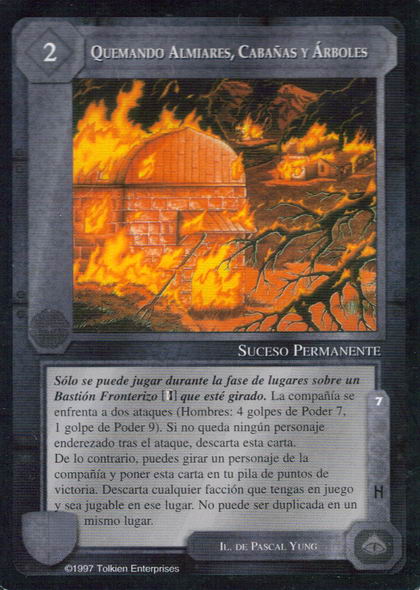 2
Quemando Almiares, Cabañas y Árboles
Suceso Permanente
Sólo se puede jugar durante la fase de lugares sobre un
Bastión Fronterizo [] que esté girado. La compañía se
enfrenta a dos ataques (Hombres: 4 golpes de Poder 7,
1 golpe de Poder 9). Si no queda ningún personaje
enderezado tras el ataque, descarta esta carta.
De lo contrario, puedes girar un personaje de la
compañía y poner esta carta en tu pila de puntos de
victoria. Descarta cualquier facción que tengas en juego
y sea jugable en ese lugar. No puede ser duplicada en un
mismo lugar.
7
Il. de Pascal Yung
©1997 Tolkien Enterprises